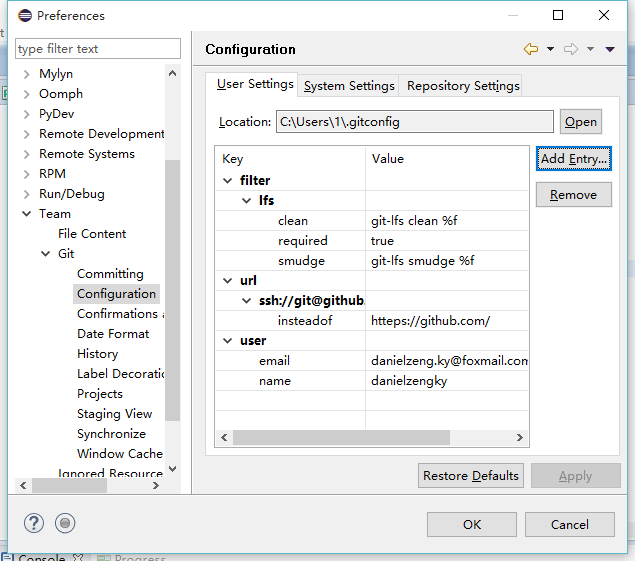 Preferences
type filter text
Mylyn
Oomph
PyDev
Remote Development
Remote Systems
RPM
Run/Debug
Team
File Content
Git
Committing
Configuration
Confirmations a
Date Format
History
Label Decoratio
Projects
Staging View
Synchronize
Window Cache
Ignored Resource
Configuration
User Settings System Settings Repository Settings
Location: C:\Users\1\.gitconfig Open
Key Value Add Entry...
filter Remove
lfs
clean git-lfs clean %f
required true
smudge git-lfs smudge %f
url
ssh://git@github.
insteadof htteps://github.com/
user
email danielzeng.ky@foxmail.com
name danielzengky
Restore Defaults Apply
OK Cancel
Console Progress